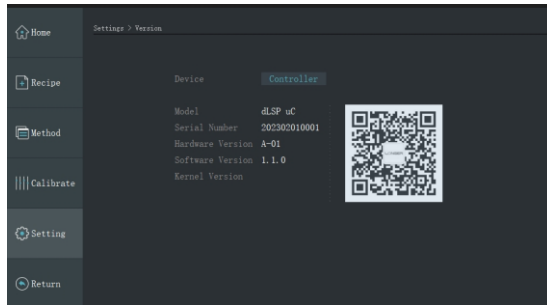 Home
Settings > Version
Recipe
Device Controller
Model dLSP uC
Serial Number 202302010001
Method
Hardware Version A-01
Software Version 1.1.0
Kernel Version
Calibrate
Setting
Return